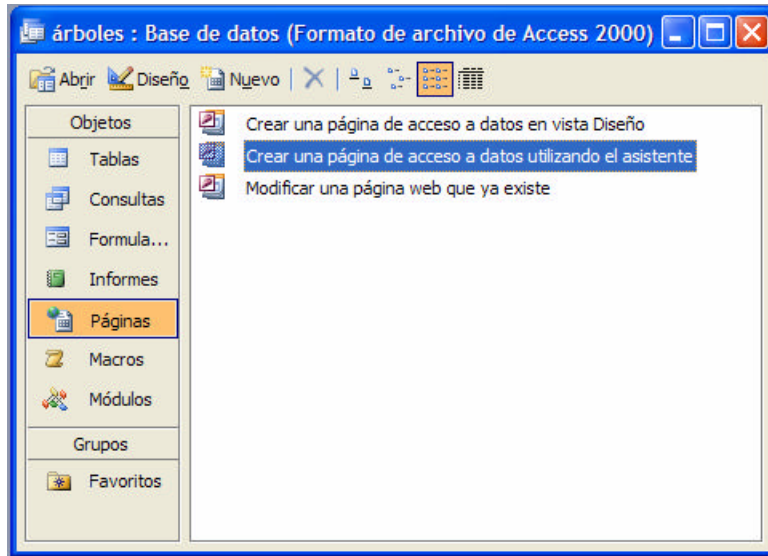 árboles : Base de datos (Formato de archivo de Access 2000)
Abrir Diseño Nuevo
Objetos
Tablas
Consultas
Formula...
Informes
Páginas
Macros
Módulos
Grupos
Favoritos
Crear una página de acceso a datos en vista Diseño
Crear una página de acceso a datos utilizando el asistente
Modificar una página web que ya existe